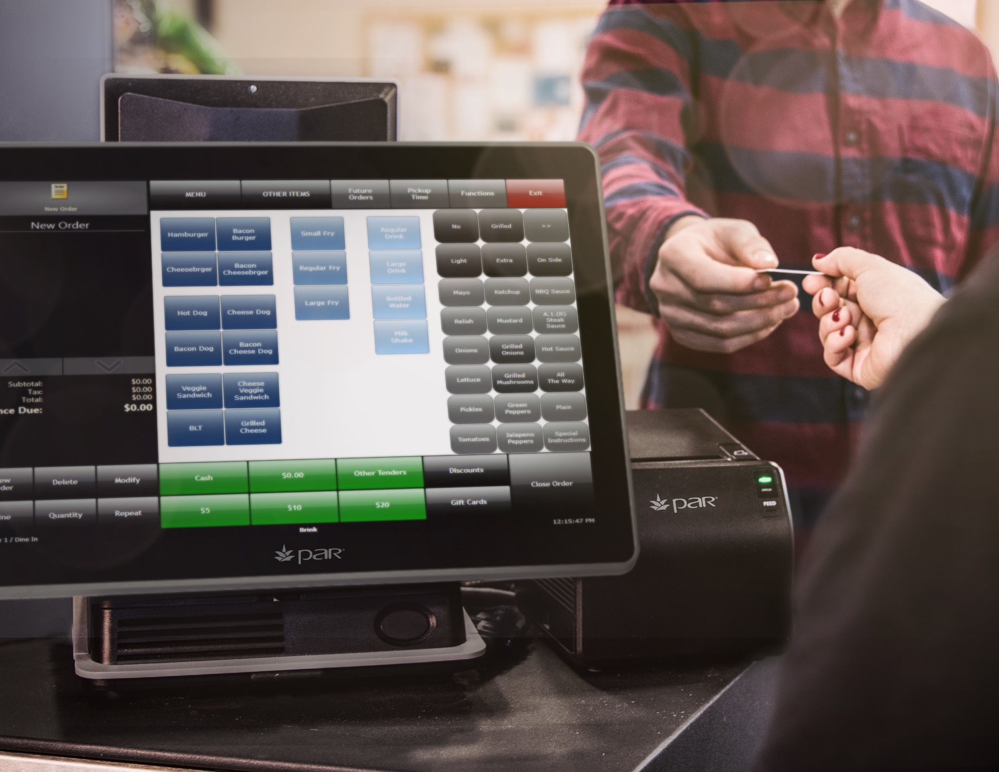 Order
New Order
New Order
MENU
OTHER ITEMS
Future
Orders
Pickup
Time
Functions
Exit
Hamburger
Bacon
Burger
Cheesebrger
Bacon
Cheesebrger
Hot Dog
Cheese Dog
Bacon Dog
Bacon
Cheese Dog
Veggie
Sandwich
Cheese
Veggie
Sandwich
BLT
Grilled
Cheese
Small Fry
Regular Fry
Large Fry
Regular
Drink
Large
Drink
Bottled
Water
Milk
Shake
No
Grilled
>>
Light
Extra
On Side
Mayo
Ketchup
BBQ Sauce
Relish
Mustard
A.1.(R)
Steak
Sauce
Onions
Grilled
Onions
Hot Sauce
Lettuce
Grilled
Mushrooms
All
The Way
Pickles
Green
Peppers
Plain
Tomatoes
Jalapeno
Peppers
Special
Instructions
Subtotal: $0.00
Tax: $0.00
Total: $0.00
nce Due: $0.00
ew
der
Delete
Modify
ine
Quantity
Repeat
Cash
$0.00
Other Tenders
Discounts
Close Order
$5
$10
$20
Gift Cards
r 1 / Dine In
Brink
12:15:47 PM
par
par
FEED